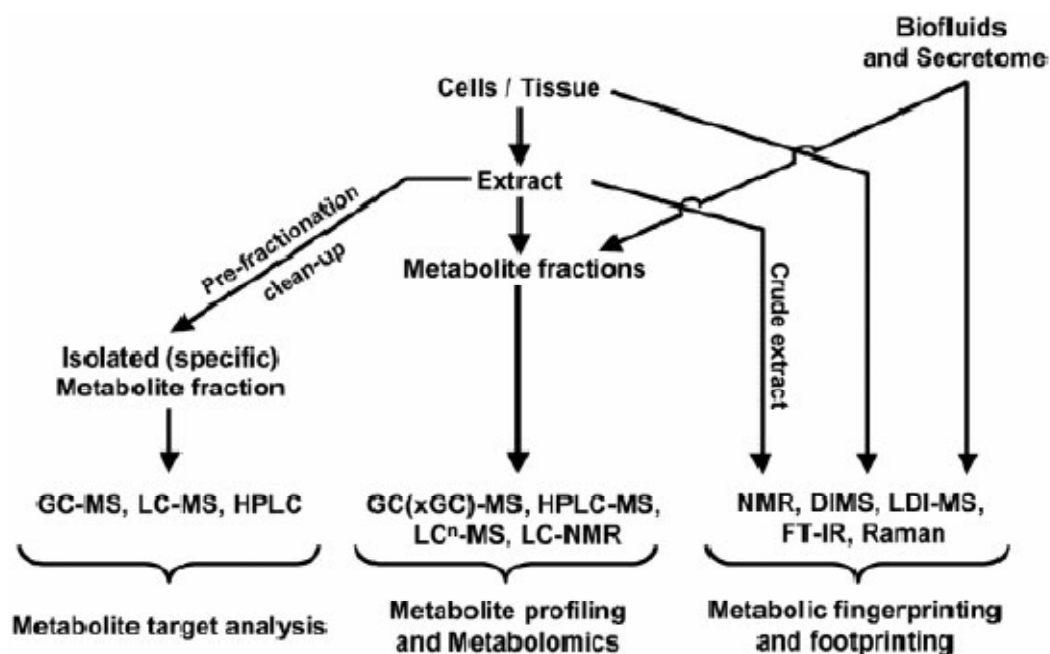 Biofluids
and Secretome
Cells / Tissue
Extract
Pre-fractionation
clean-up
Metabolite fractions
Crude extract
Isolated (specific)
Metabolite fraction
GC-MS, LC-MS, HPLC
GC(xGC)-MS, HPLC-MS,
LCⁿ-MS, LC-NMR
NMR, DIMS, LDI-MS,
FT-IR, Raman
Metabolite target analysis
Metabolite profiling
and Metabolomics
Metabolic fingerprinting
and footprinting